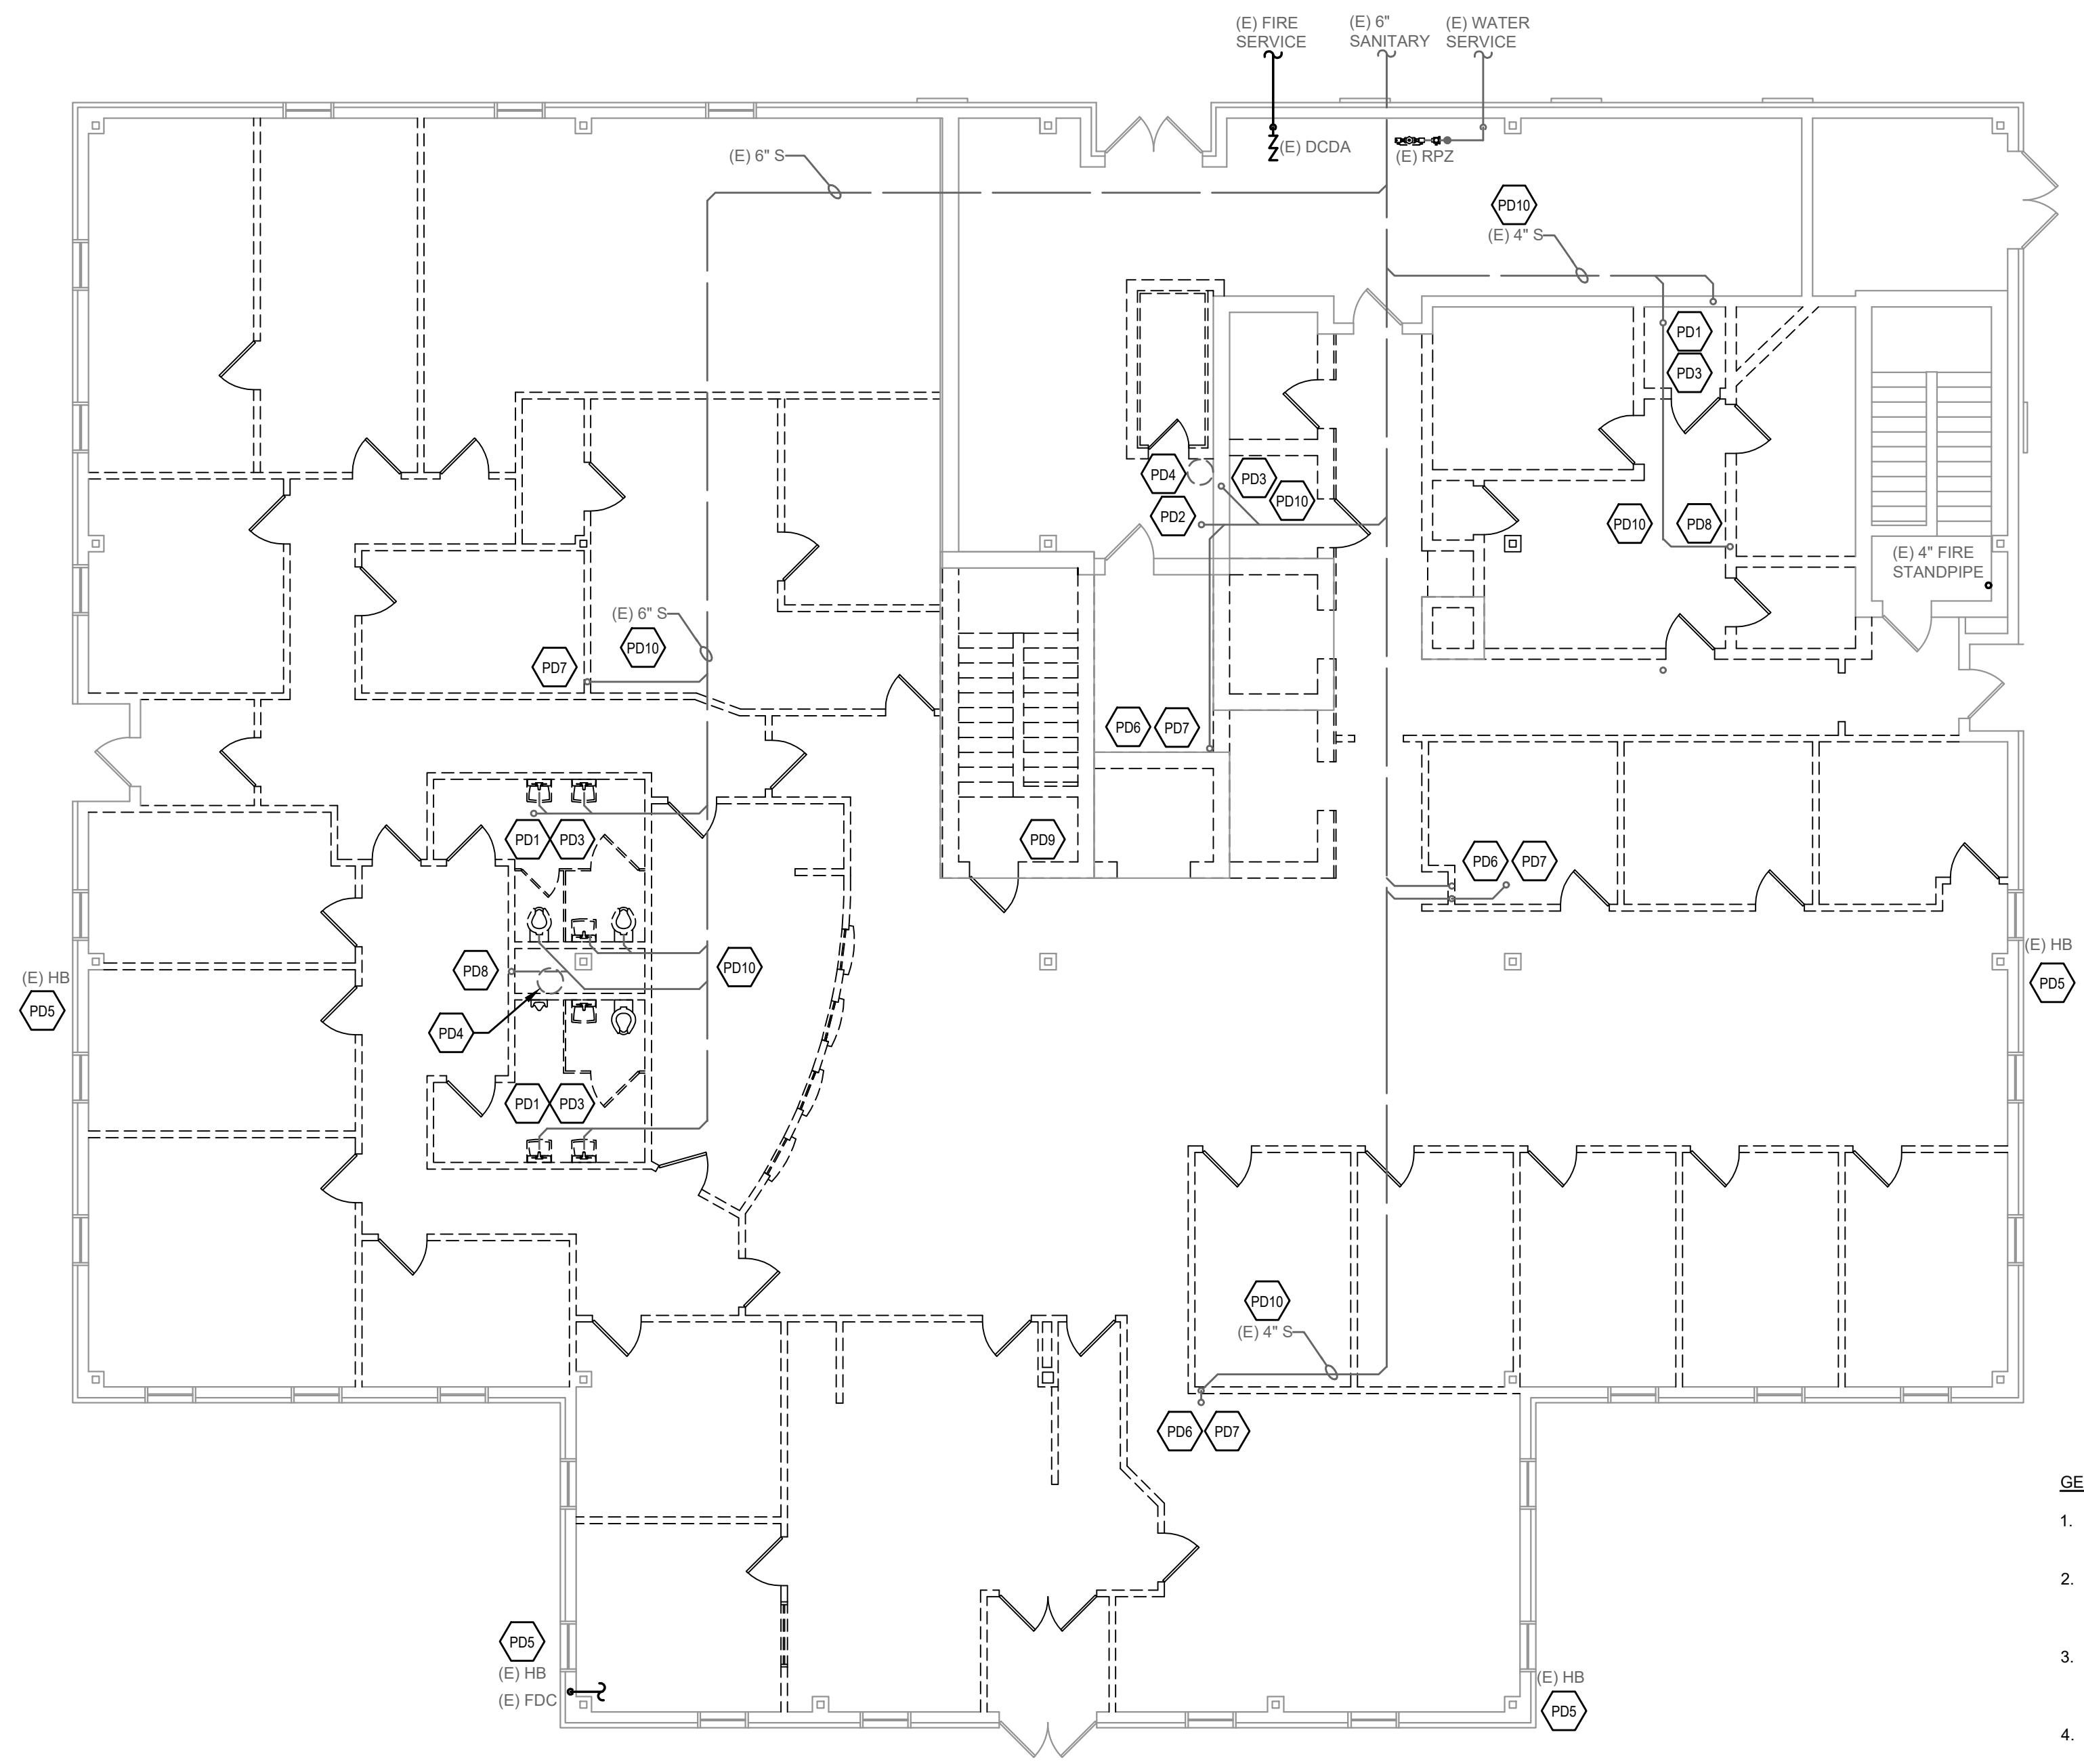 (E) FIRE
SERVICE
(E) 6"
SANITARY
(E) WATER
SERVICE
(E) 6" S
(E) DCDA
(E) RPZ
PD10
(E) 4" S
PD1
PD3
PD4
PD3
PD10
PD2
PD10
PD8
(E) 4" FIRE
STANDPIPE
(E) 6" S
PD10
PD7
PD6
PD7
PD1
PD3
PD9
PD6
PD7
PD8
PD10
(E) HB
PD5
(E) HB
PD5
PD4
PD1
PD3
PD10
(E) 4" S
PD6
PD7
GE
1.
2.
3.
4.
PD5
(E) HB
(E) FDC
(E) HB
PD5